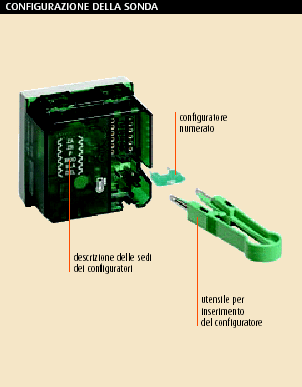 CONFIGURAZIONE DELLA SONDA
configuratore
numerato
descrizione delle sedi
dei configuratori
utensile per
inserimento
del configuratore